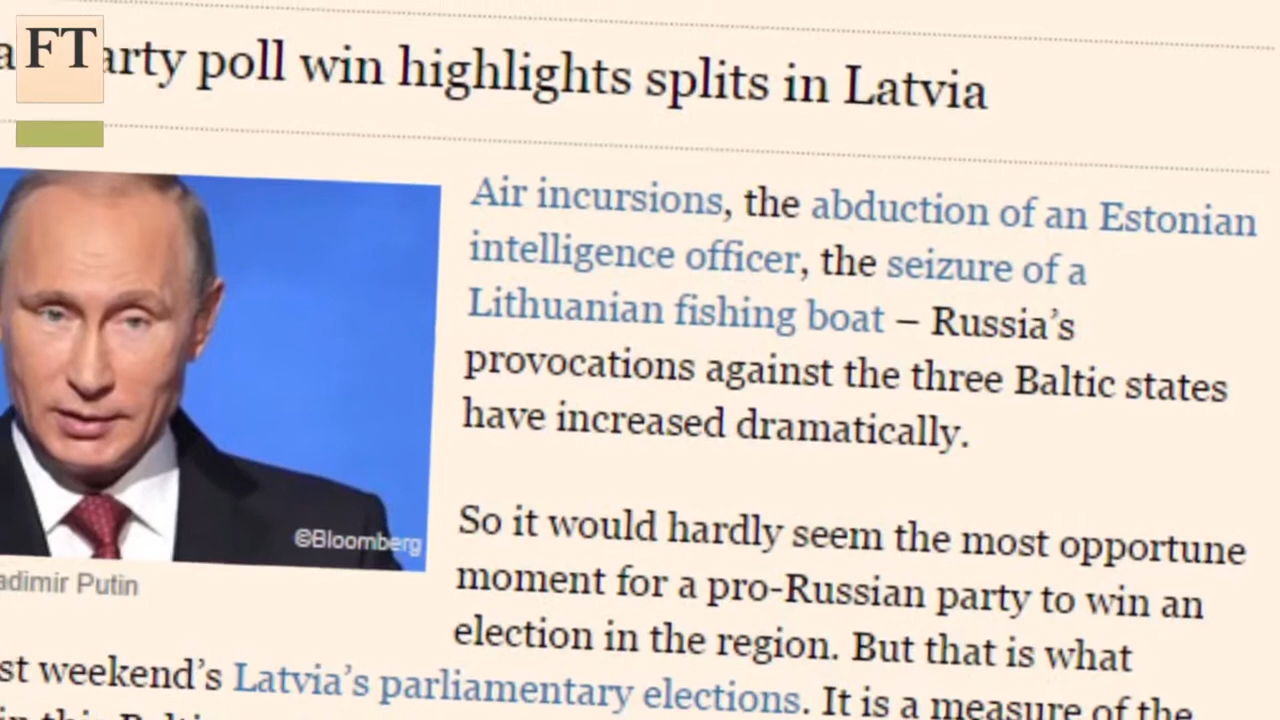 FT
arty poll win highlights splits in Latvia
Air incursions, the abduction of an Estonian
intelligence officer, the seizure of a
Lithuanian fishing boat – Russia's
provocations against the three Baltic states
have increased dramatically.
©Bloomberg
adimir Putin
So it would hardly seem the most opportune
moment for a pro-Russian party to win an
election in the region. But that is what
st weekend's Latvia's parliamentary elections. It is a measure of the